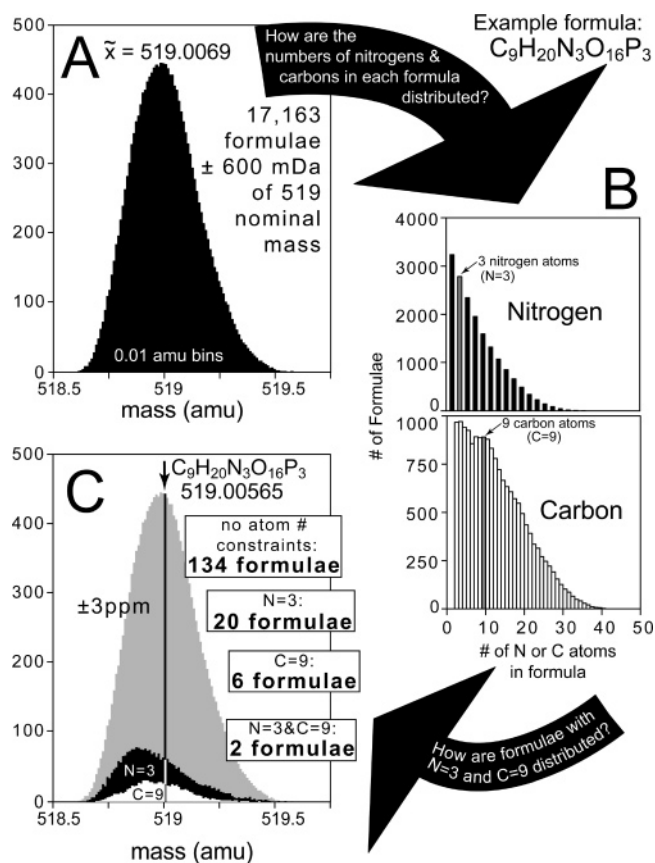 A
x̃ = 519.0069
17,163
formulae
± 600 mDa
of 519
nominal
mass
0.01 amu bins
500
400
300
200
100
0
518.5
519
519.5
mass (amu)
How are the
numbers of nitrogens &
carbons in each formula
distributed?
Example formula:
C₉H₂₀N₃O₁₆P₃
B
4000
3000
2000
1000
0
3 nitrogen atoms
(N=3)
Nitrogen
# of Formulae
1000
750
500
250
0
9 carbon atoms
(C=9)
Carbon
0 10 20 30 40 50
# of N or C atoms
in formula
How are formulae with
N=3 and C=9 distributed?
C
C₉H₂₀N₃O₁₆P₃
519.00565
no atom #
constraints:
134 formulae
±3ppm
N=3:
20 formulae
C=9:
6 formulae
N=3&C=9:
2 formulae
N=3
C=9
500
400
300
200
100
0
518.5
519
519.5
mass (amu)